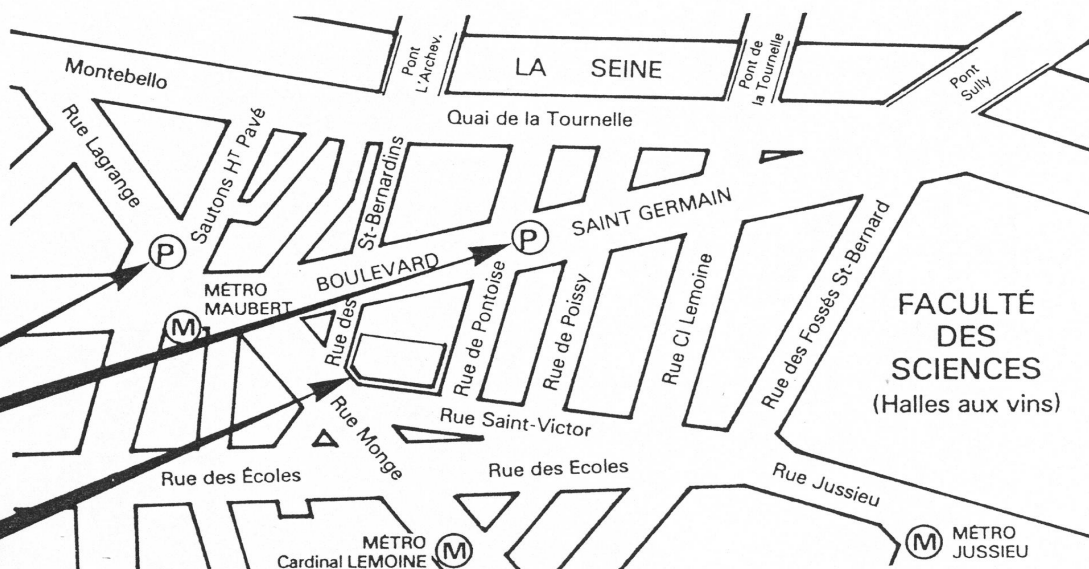 Montebello
Pont
L'Archev.
LA SEINE
Pont de
la Tournelle
Pont
Sully
Quai de la Tournelle
Rue Lagrange
Sautons HT Pavé
St-Bernardins
BOULEVARD
SAINT GERMAIN
P
P
MÉTRO
MAUBERT
M
Rue des
Rue de Pontoise
Rue de Poissy
Rue Cl Lemoine
Rue des Fossés St-Bernard
FACULTÉ
DES
SCIENCES
(Halles aux vins)
Rue Saint-Victor
Rue Monge
Rue des Écoles
Rue des Ecoles
Rue Jussieu
MÉTRO
Cardinal LEMOINE
M
M
MÉTRO
JUSSIEU